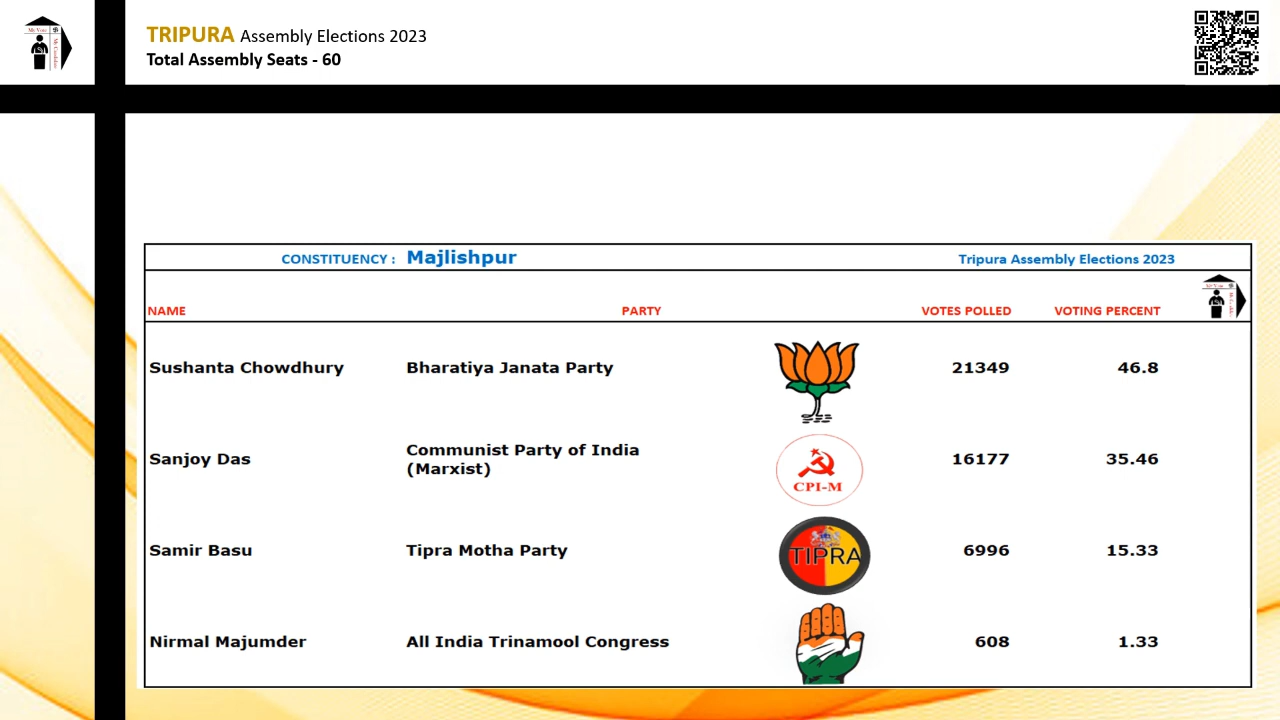 TRIPURA Assembly Elections 2023
Total Assembly Seats - 60
CONSTITUENCY : Majlishpur Tripura Assembly Elections 2023
NAME PARTY VOTES POLLED VOTING PERCENT
Sushanta Chowdhury Bharatiya Janata Party 21349 46.8
Sanjoy Das Communist Party of India (Marxist) 16177 35.46
CPI-M
Samir Basu Tipra Motha Party 6996 15.33
TIPRA
Nirmal Majumder All India Trinamool Congress 608 1.33